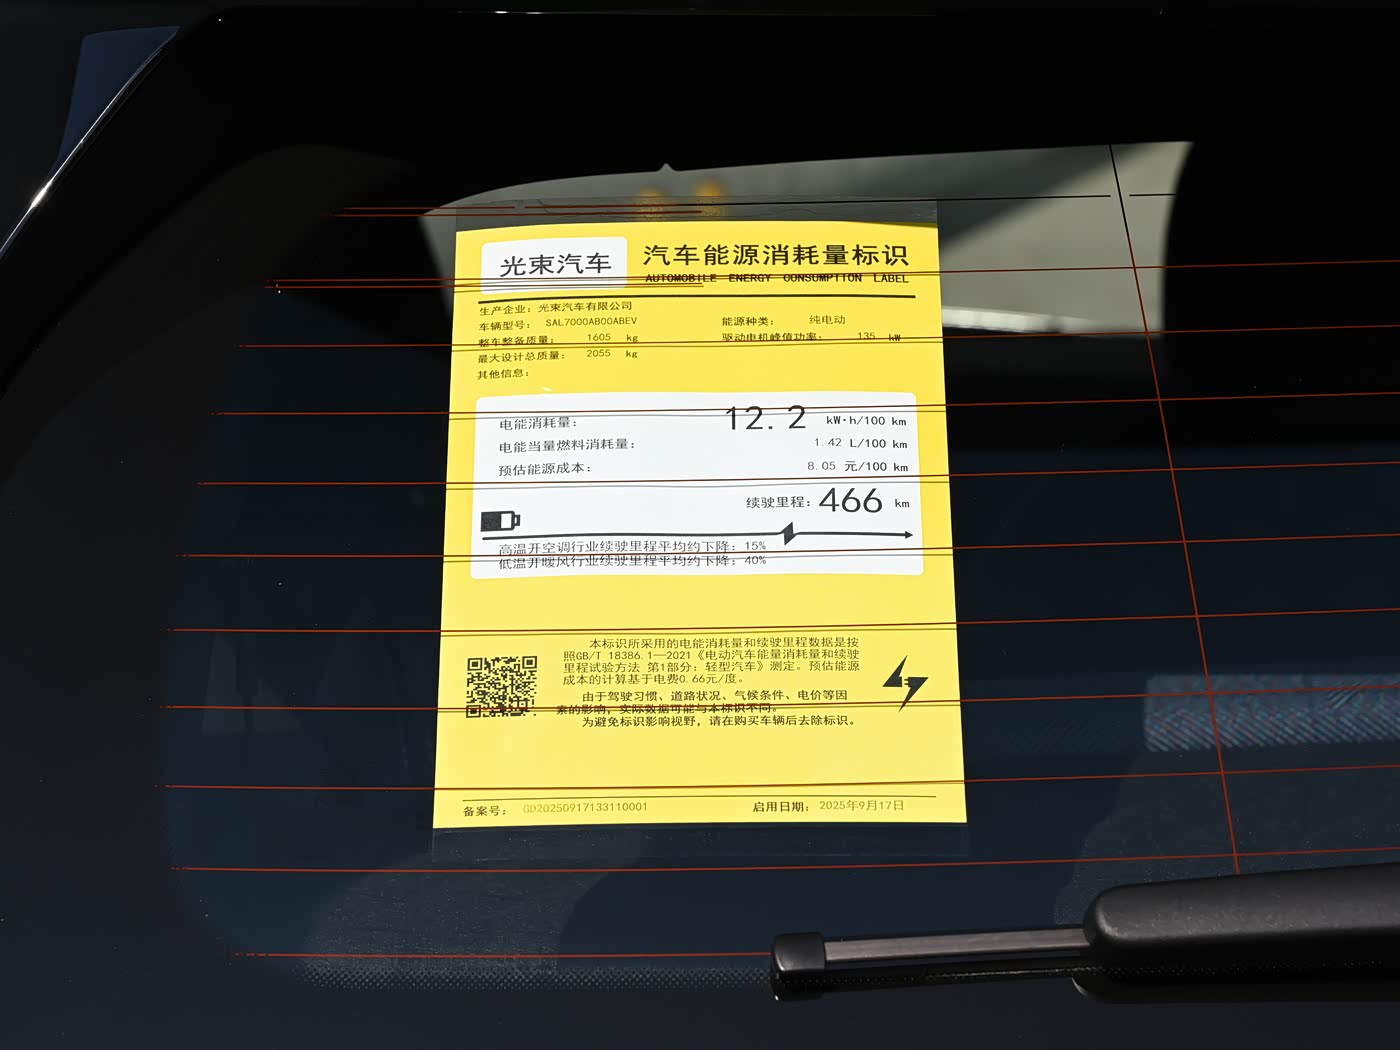 光束汽车
汽车能源消耗量标识
AUTOMOBILE ENERGY CONSUMPTION LABEL
生产企业：光束汽车有限公司
车辆型号：SAL7000AB00ABEV 能源种类：纯电动
整车整备质量：1605 kg 驱动电机峰值功率：135 kW
最大设计总质量：2055 kg
其他信息：
电能消耗量：12.2 kW·h/100 km
电能当量燃料消耗量：1.42 L/100 km
预估能源成本：8.05 元/100 km
续驶里程：466 km
高温开空调行业续驶里程平均约下降：15%
低温开暖风行业续驶里程平均约下降：40%
本标识所采用的电能消耗量和续驶里程数据是按
照GB/T 18386.1—2021《电动汽车能量消耗量和续驶
里程试验方法 第1部分：轻型汽车》测定。预估能源
成本的计算基于电费0.66元/度。
由于驾驶习惯、道路状况、气候条件、电价等因
素的影响，实际数据可能与本标识不同。
为避免标识影响视野，请在购买车辆后去除标识。
备案号：GD20250917133110001 启用日期：2025年9月17日